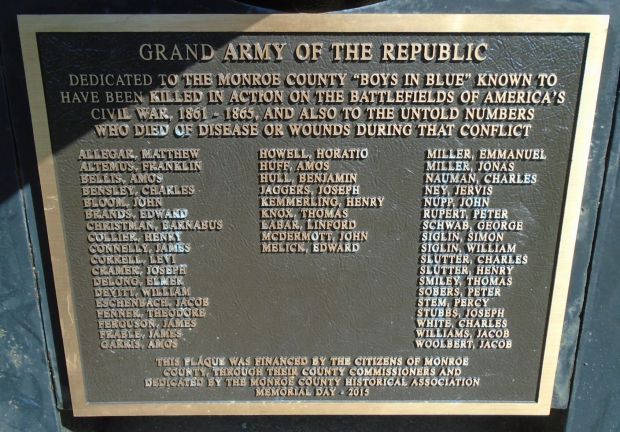 GRAND ARMY OF THE REPUBLIC
DEDICATED TO THE MONROE COUNTY "BOYS IN BLUE" KNOWN TO
HAVE BEEN KILLED IN ACTION ON THE BATTLEFIELDS OF AMERICA'S
CIVIL WAR, 1861 - 1865, AND ALSO TO THE UNTOLD NUMBERS
WHO DIED OF DISEASE OR WOUNDS DURING THAT CONFLICT
ALLEGAR, MATTHEW
ALTEMUS, FRANKLIN
BELLIS, AMOS
BENSLEY, CHARLES
BLOOM, JOHN
BRANDS, EDWARD
CHRISTMAN, BARNABUS
COLLIER, HENRY
CONNELLY, JAMES
CORRELL, LEVI
CRAMER, JOSEPH
DELONG, ELMER
DEVITT, WILLIAM
ESCHENBACH, JACOB
FENNER, THEODORE
FERGUSON, JAMES
FRABLE, JAMES
GARRIS, AMOS
HOWELL, HORATIO
HUFF, AMOS
HULL, BENJAMIN
JAGGERS, JOSEPH
KEMMERLING, HENRY
KNOX, THOMAS
LABAR, LINFORD
MCDERMOTT, JOHN
MELICK, EDWARD
MILLER, EMMANUEL
MILLER, JONAS
NAUMAN, CHARLES
NEY, JERVIS
NUPP, JOHN
RUPERT, PETER
SCHWAB, GEORGE
SIGLIN, SIMON
SIGLIN, WILLIAM
SLUTTER, CHARLES
SLUTTER, HENRY
SMILEY, THOMAS
SOBERS, PETER
STEM, PERCY
STUBBS, JOSEPH
WHITE, CHARLES
WILLIAMS, JACOB
WOOLBERT, JACOB
THIS PLAQUE WAS FINANCED BY THE CITIZENS OF MONROE
COUNTY, THROUGH THEIR COUNTY COMMISSIONERS AND
DEDICATED BY THE MONROE COUNTY HISTORICAL ASSOCIATION
MEMORIAL DAY - 2015